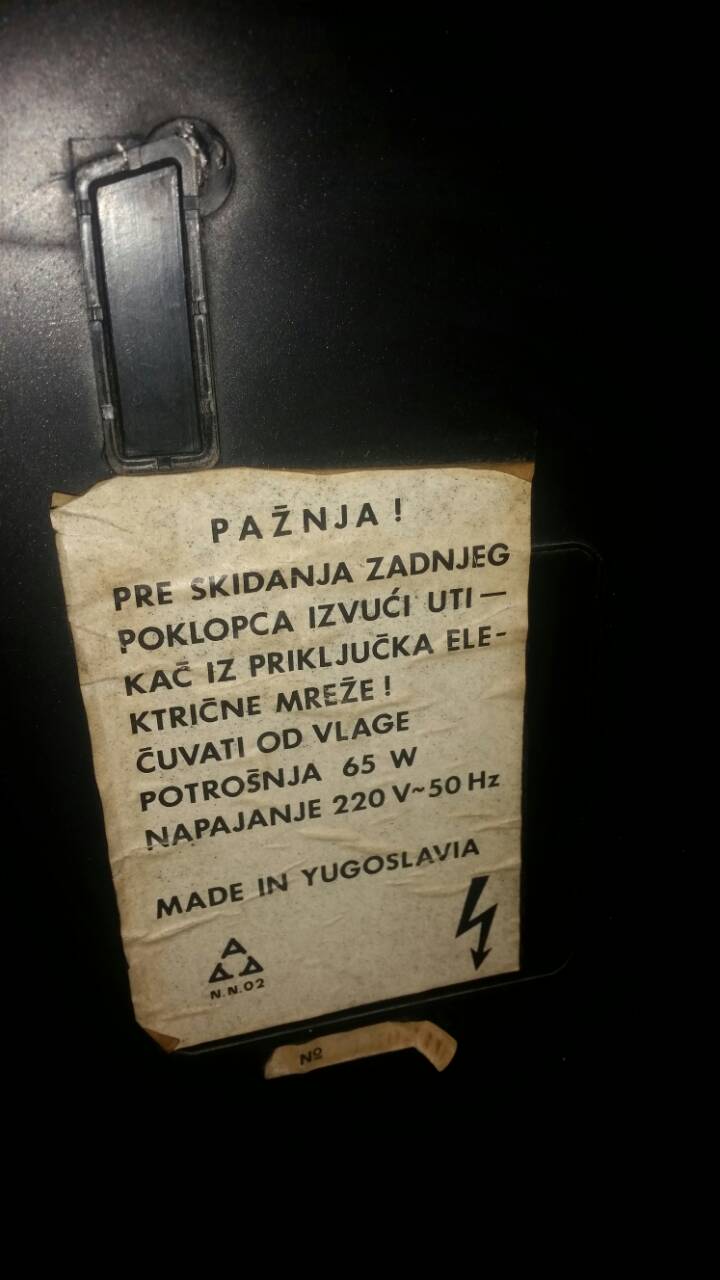 PAŽNJA!
PRE SKIDANJA ZADNJEG
POKLOPCA IZVUĆI UTI—
KAČ IZ PRIKLJUČKA ELE-
KTRIČNE MREŽE!
ČUVATI OD VLAGE
POTROŠNJA 65 W
NAPAJANJE 220 V~50 Hz
MADE IN YUGOSLAVIA
N.N.02
Nº